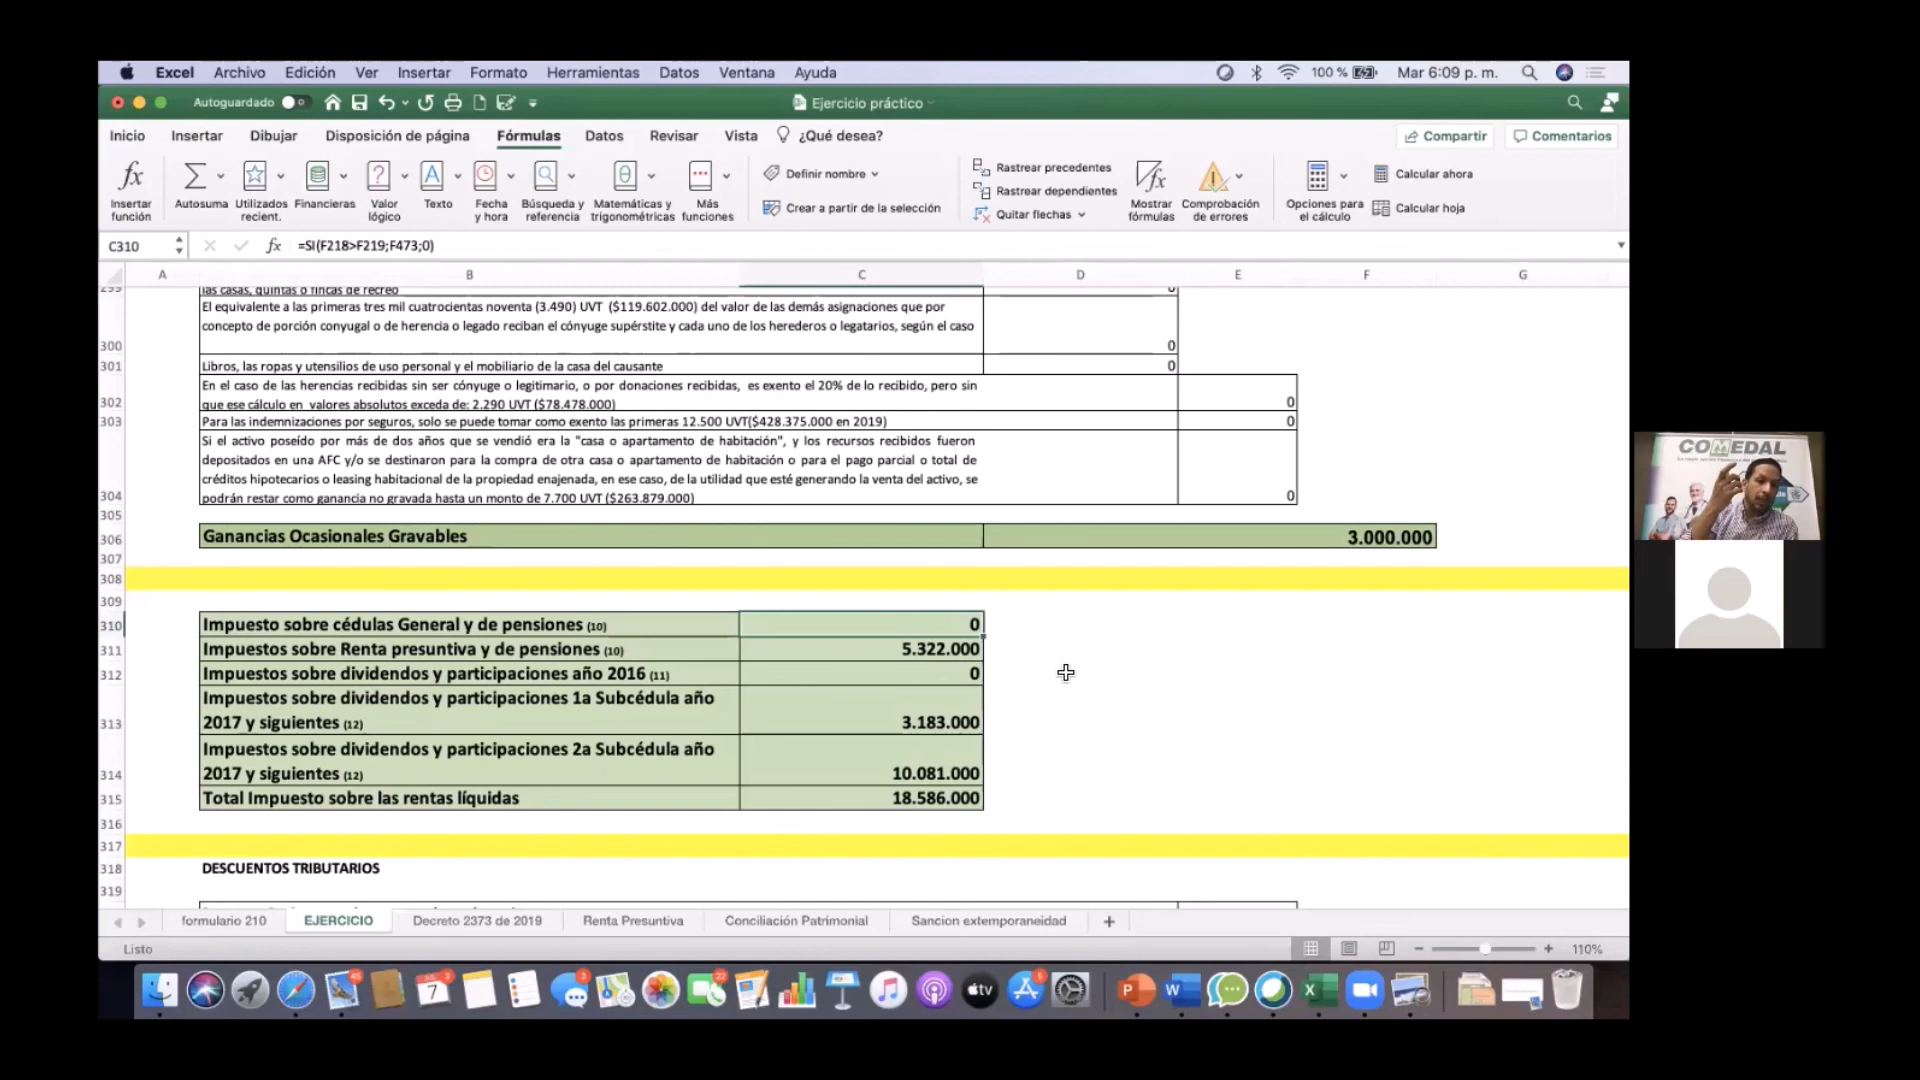 Excel Archivo Edición Ver Insertar Formato Herramientas Datos Ventana Ayuda 100 % Mar 6:09 p. m.
Autoguardado Ejercicio práctico
Inicio Insertar Dibujar Disposición de página Fórmulas Datos Revisar Vista ¿Qué desea? Compartir Comentarios
Insertar función
Autosuma
Utilizados recient.
Financieras
Valor lógico
Texto
Fecha y hora
Búsqueda y referencia
Matemáticas y trigonométricas
Más funciones
Definir nombre
Crear a partir de la selección
Rastrear precedentes
Rastrear dependientes
Quitar flechas
Mostrar fórmulas
Comprobación de errores
Opciones para el cálculo
Calcular ahora
Calcular hoja
C310 fx =SI(F218>F219;F473;0)
A B C D E F G
299 las casas, quintas o fincas de recreo 0
El equivalente a las primeras tres mil cuatrocientas noventa (3.490) UVT ($119.602.000) del valor de las demás asignaciones que por
concepto de porción conyugal o de herencia o legado reciban el cónyuge supérstite y cada uno de los herederos o legatarios, según el caso
300 0
301 Libros, las ropas y utensilios de uso personal y el mobiliario de la casa del causante 0
En el caso de las herencias recibidas sin ser cónyuge o legitimario, o por donaciones recibidas, es exento el 20% de lo recibido, pero sin
302 que ese cálculo en valores absolutos exceda de: 2.290 UVT ($78.478.000) 0
303 Para las indemnizaciones por seguros, solo se puede tomar como exento las primeras 12.500 UVT($428.375.000 en 2019) 0
Si el activo poseído por más de dos años que se vendió era la "casa o apartamento de habitación", y los recursos recibidos fueron
depositados en una AFC y/o se destinaron para la compra de otra casa o apartamento de habitación o para el pago parcial o total de
créditos hipotecarios o leasing habitacional de la propiedad enajenada, en ese caso, de la utilidad que esté generando la venta del activo, se
304 podrán restar como ganancia no gravada hasta un monto de 7.700 UVT ($263.879.000) 0
305
306 Ganancias Ocasionales Gravables 3.000.000
307
308
309
310 Impuesto sobre cédulas General y de pensiones (10) 0
311 Impuestos sobre Renta presuntiva y de pensiones (10) 5.322.000
312 Impuestos sobre dividendos y participaciones año 2016 (11) 0
Impuestos sobre dividendos y participaciones 1a Subcédula año
313 2017 y siguientes (12) 3.183.000
Impuestos sobre dividendos y participaciones 2a Subcédula año
314 2017 y siguientes (12) 10.081.000
315 Total Impuesto sobre las rentas líquidas 18.586.000
316
317
318 DESCUENTOS TRIBUTARIOS
319
formulario 210 EJERCICIO Decreto 2373 de 2019 Renta Presuntiva Conciliación Patrimonial Sancion extemporaneidad +
Listo 110%
COMEDAL